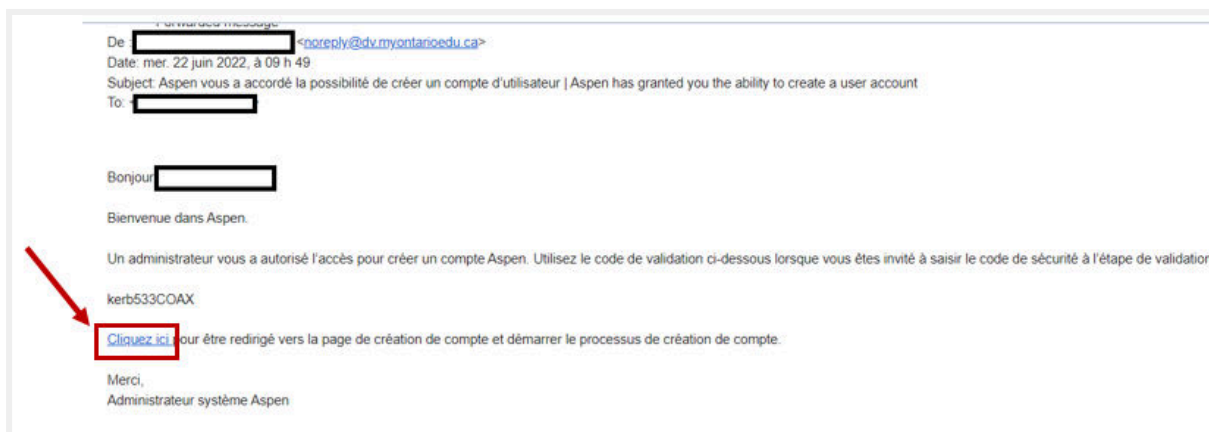 Forwarded message
De : <noreply@dv.myontarioedu.ca>
Date: mer. 22 juin 2022, à 09 h 49
Subject: Aspen vous a accordé la possibilité de créer un compte d'utilisateur | Aspen has granted you the ability to create a user account
To: <
Bonjour
Bienvenue dans Aspen.
Un administrateur vous a autorisé l'accès pour créer un compte Aspen. Utilisez le code de validation ci-dessous lorsque vous êtes invité à saisir le code de sécurité à l'étape de validation
kerb533COAX
Cliquez ici pour être redirigé vers la page de création de compte et démarrer le processus de création de compte.
Merci,
Administrateur système Aspen